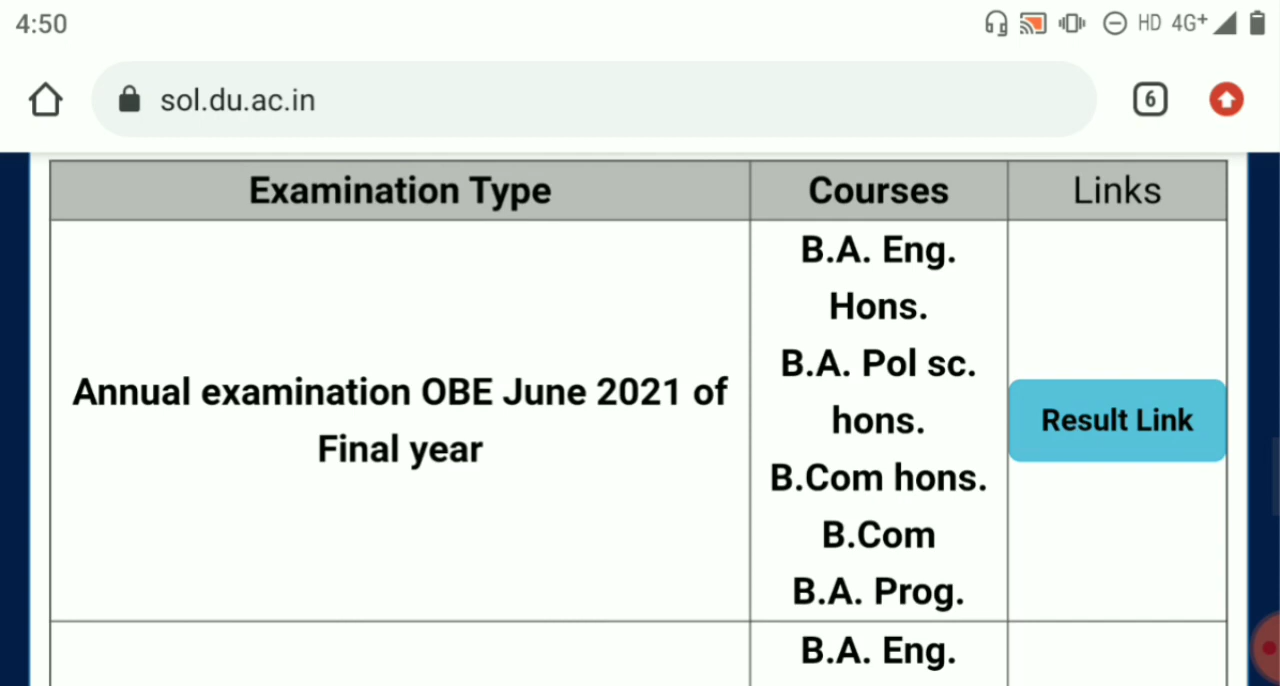 4:50
HD 4G+
sol.du.ac.in
6
Examination Type
Courses
Links
Annual examination OBE June 2021 of
Final year
B.A. Eng.
Hons.
B.A. Pol sc.
hons.
B.Com hons.
B.Com
B.A. Prog.
Result Link
B.A. Eng.